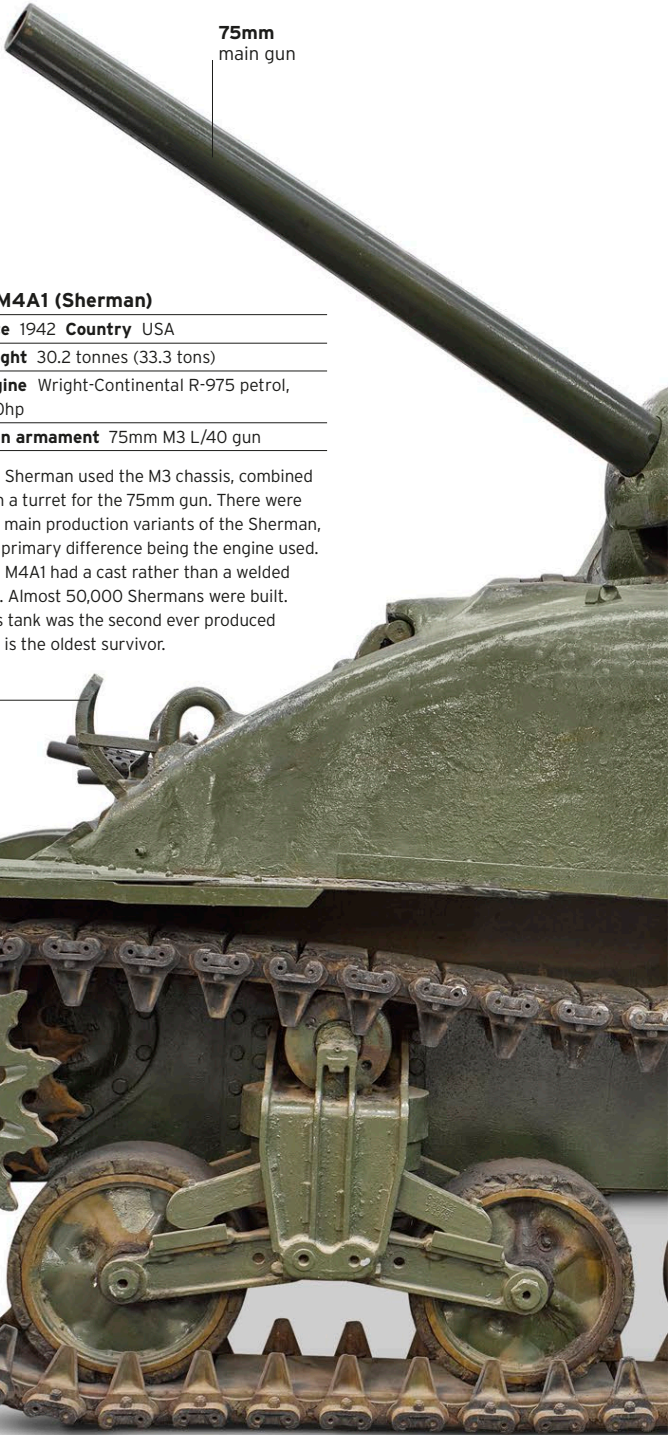 75mm
main gun
M4A1 (Sherman)
e 1942 Country USA
ght 30.2 tonnes (33.3 tons)
gine Wright-Continental R-975 petrol,
0hp
n armament 75mm M3 L/40 gun
Sherman used the M3 chassis, combined
h a turret for the 75mm gun. There were
main production variants of the Sherman,
primary difference being the engine used.
M4A1 had a cast rather than a welded
. Almost 50,000 Shermans were built.
s tank was the second ever produced
is the oldest survivor.